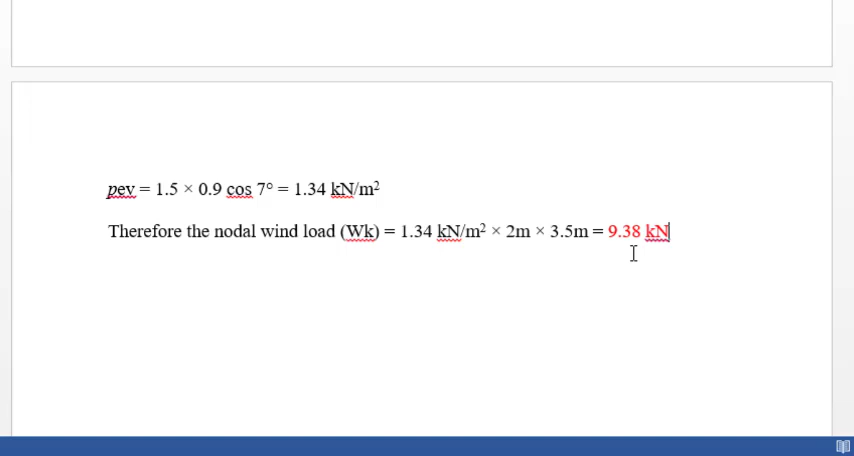 pev = 1.5 × 0.9 cos 7° = 1.34 kN/m²
Therefore the nodal wind load (Wk) = 1.34 kN/m² × 2m × 3.5m = 9.38 kN